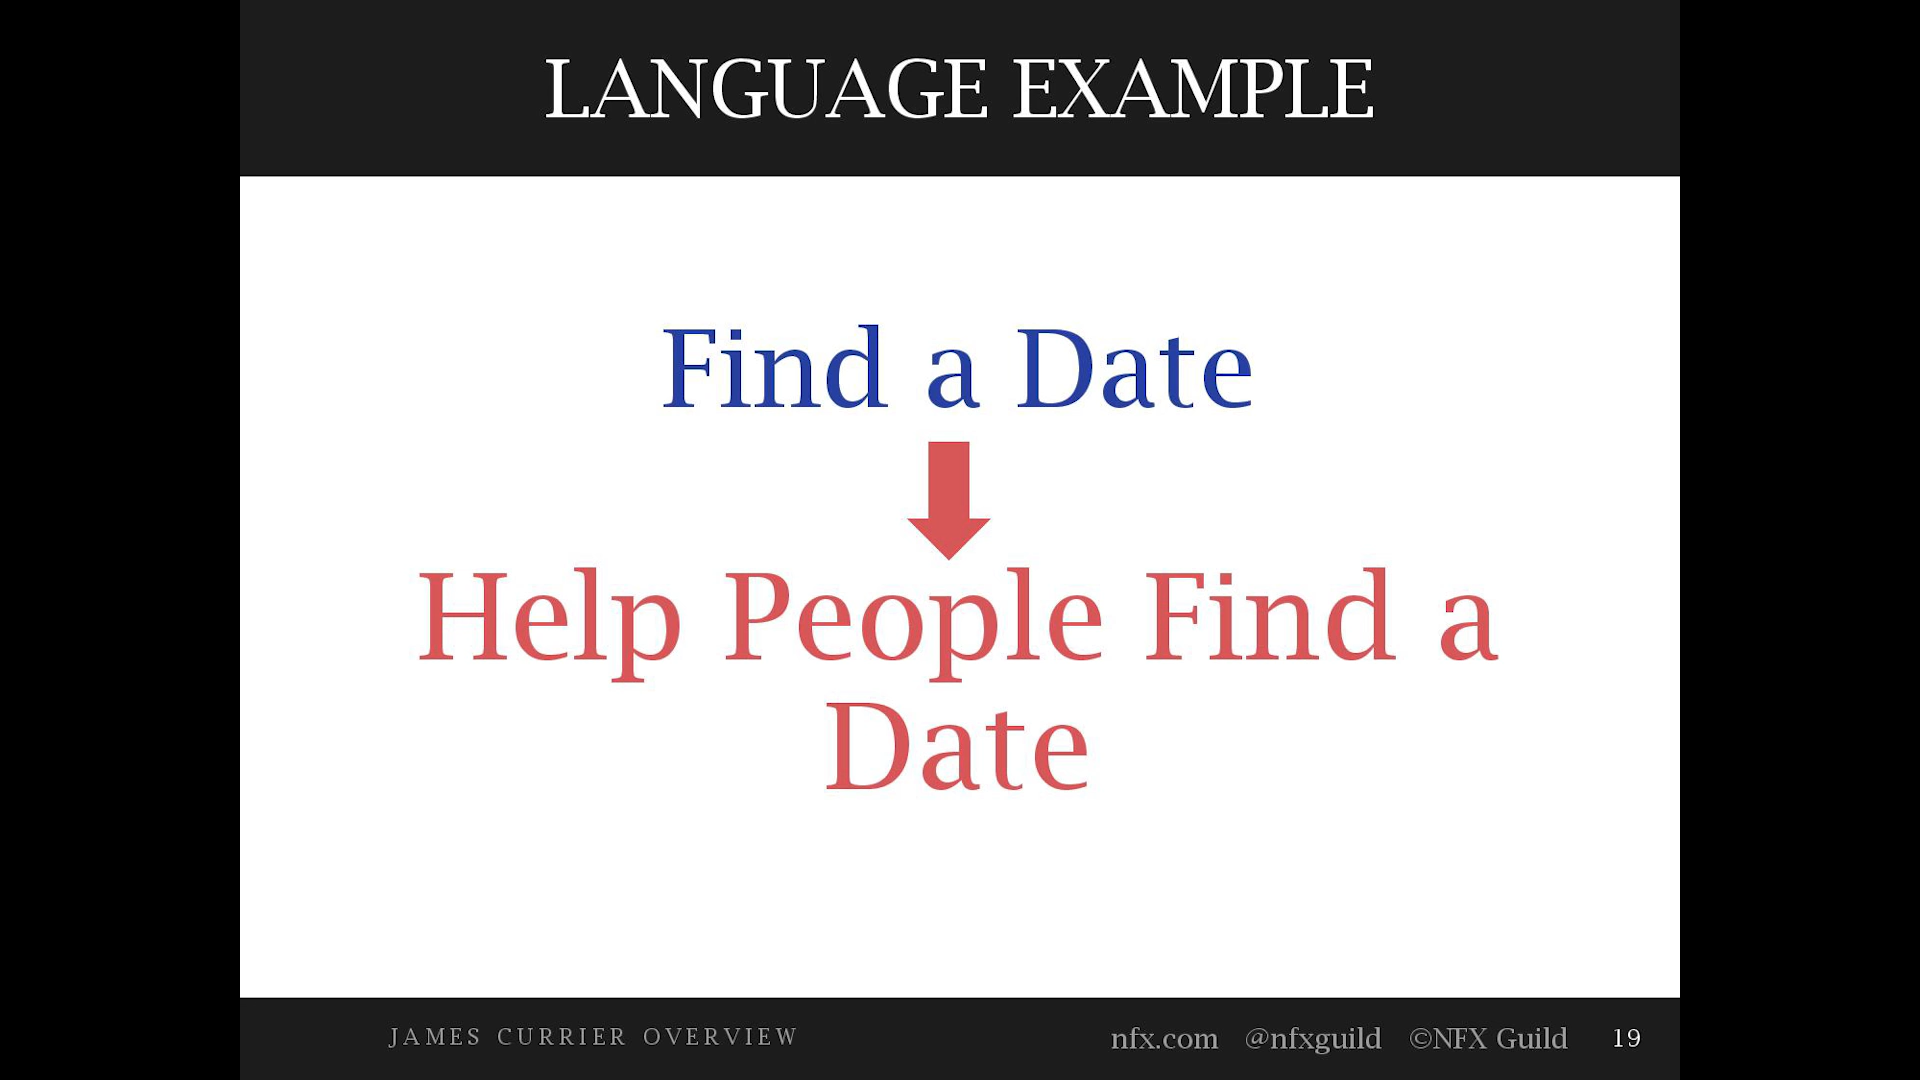 LANGUAGE EXAMPLE
Find a Date
Help People Find a
Date
JAMES CURRIER OVERVIEW
nfx.com @nfxguild ©NFX Guild 19